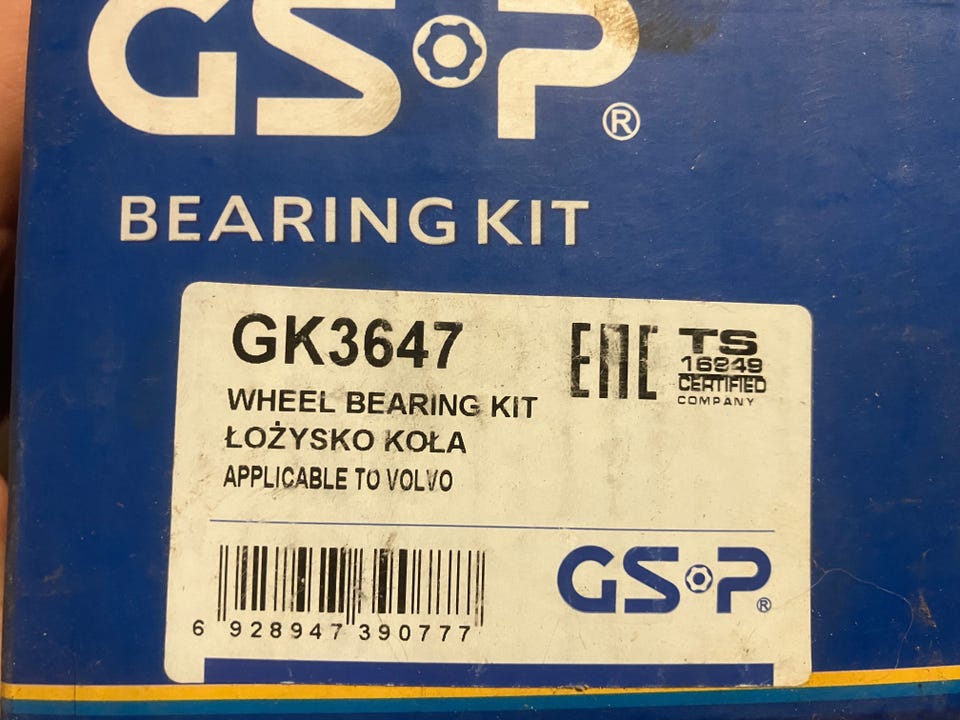 GSP®
BEARING KIT
GK3647
WHEEL BEARING KIT
ŁOŻYSKO KOŁA
APPLICABLE TO VOLVO
EAC
TS
16949
CERTIFIED
COMPANY
6 928947 390777
GSP®